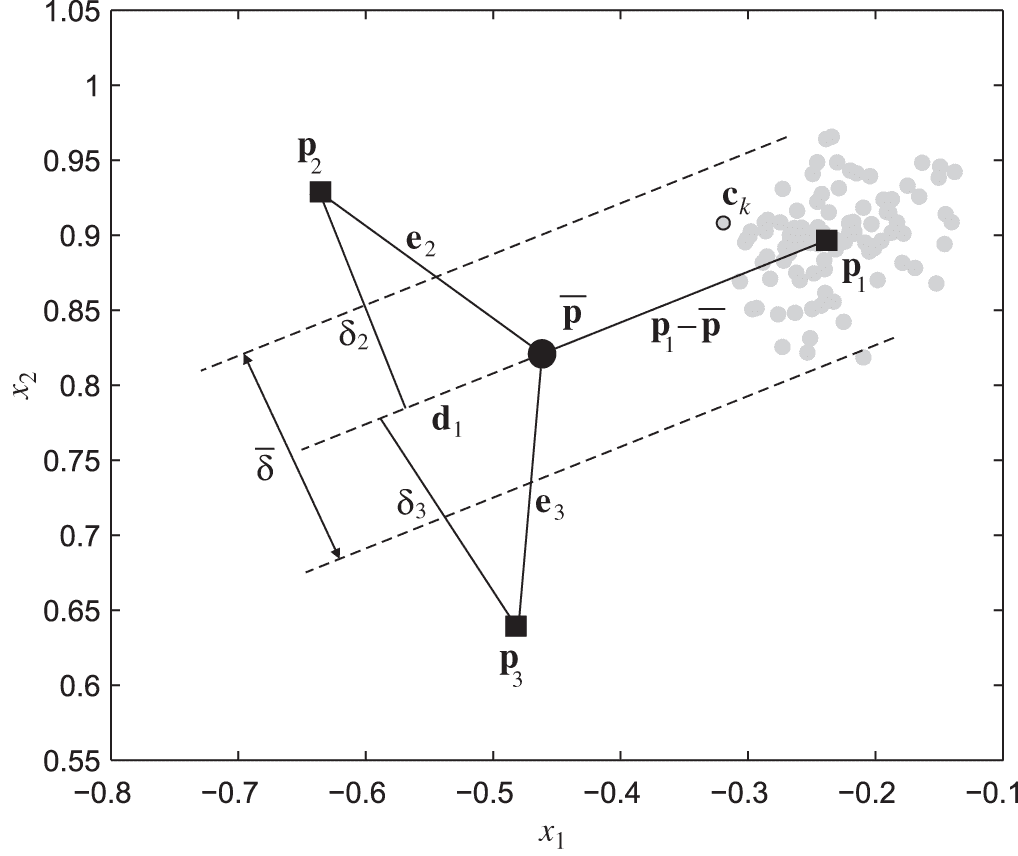 1.05
1
0.95
0.9
0.85
0.8
0.75
0.7
0.65
0.6
0.55
x₂
p₂
e₂
c_k
p₁
p̅
p₁−p̅
δ₂
d₁
δ̅
δ₃
e₃
p₃
−0.8 −0.7 −0.6 −0.5 −0.4 −0.3 −0.2 −0.1
x₁